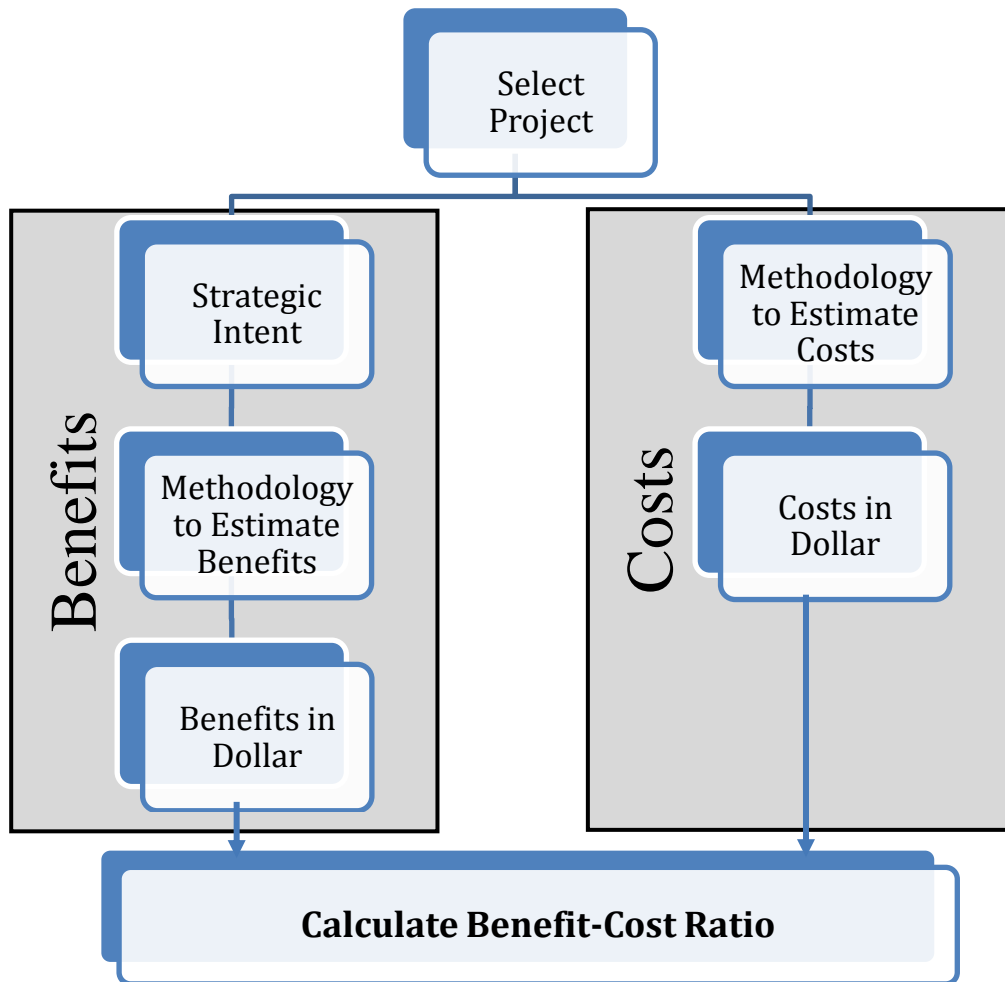 Select
Project
Benefits
Strategic
Intent
Methodology
to Estimate
Benefits
Benefits in
Dollar
Costs
Methodology
to Estimate
Costs
Costs in
Dollar
Calculate Benefit-Cost Ratio